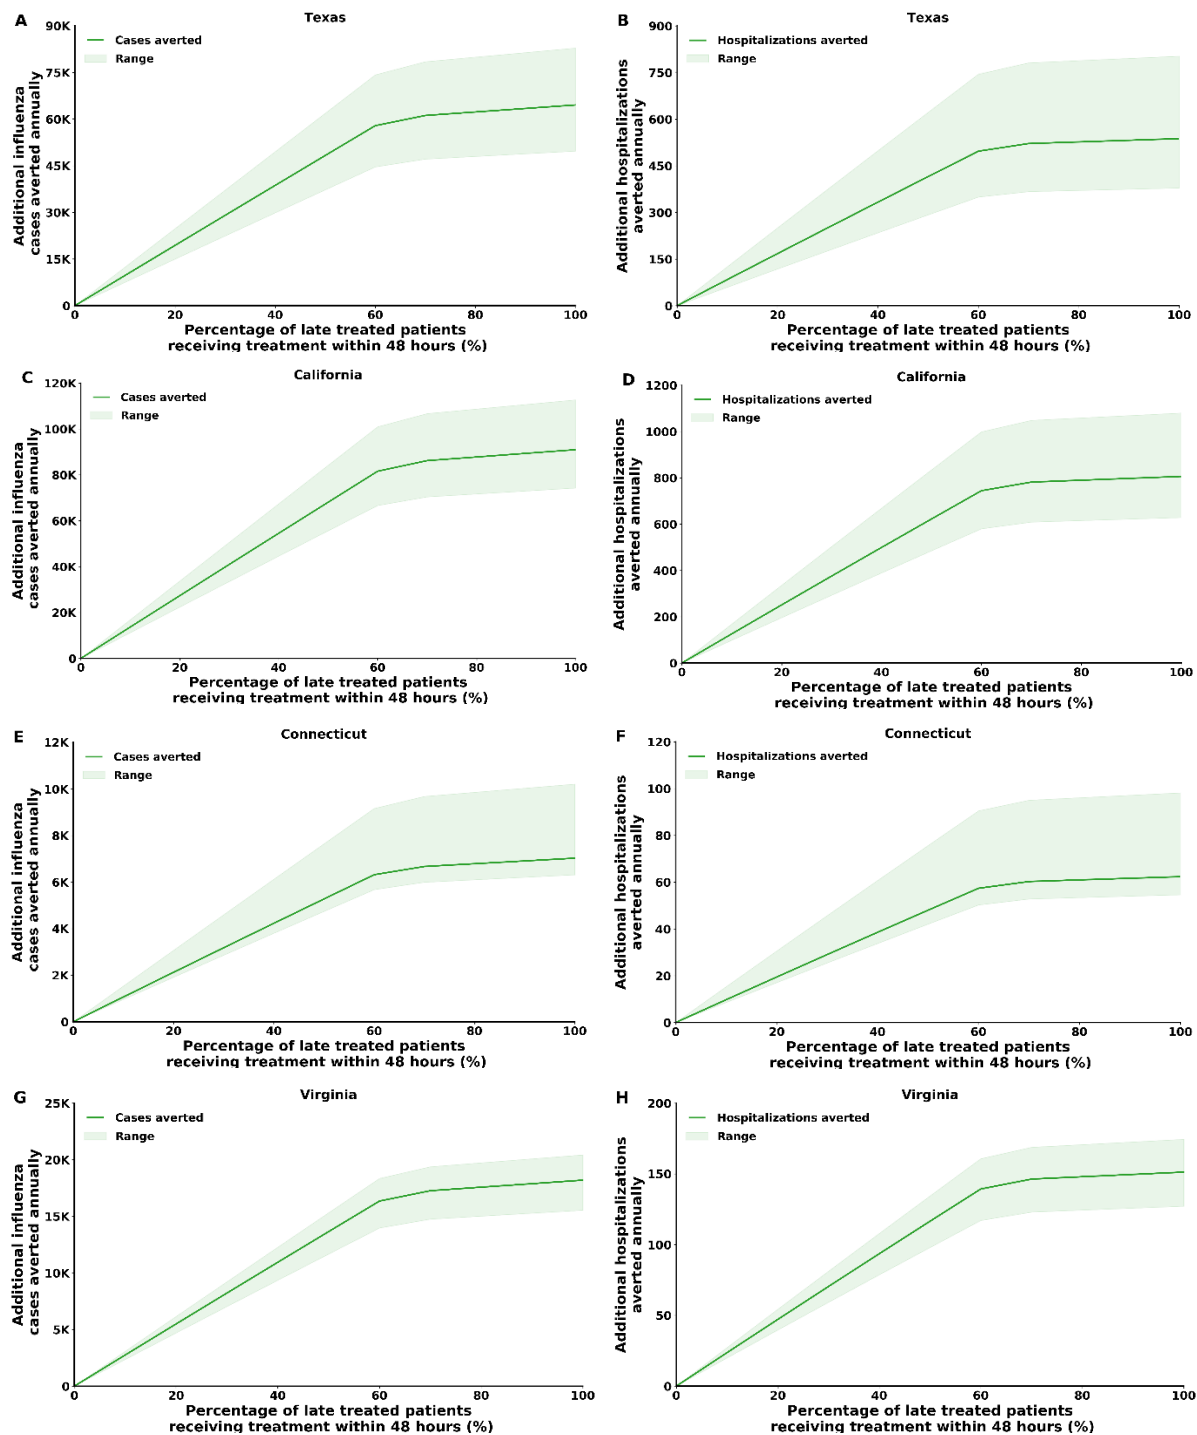 A
Texas
90K
75K
60K
45K
30K
15K
0
Additional influenza
cases averted annually
Cases averted
Range
0 20 40 60 80 100
Percentage of late treated patients
receiving treatment within 48 hours (%)
B
Texas
900
750
600
450
300
150
0
Additional hospitalizations
averted annually
Hospitalizations averted
Range
0 20 40 60 80 100
Percentage of late treated patients
receiving treatment within 48 hours (%)
C
California
120K
100K
80K
60K
40K
20K
0
Additional influenza
cases averted annually
Cases averted
Range
0 20 40 60 80 100
Percentage of late treated patients
receiving treatment within 48 hours (%)
D
California
1200
1000
800
600
400
200
0
Additional hospitalizations
averted annually
Hospitalizations averted
Range
0 20 40 60 80 100
Percentage of late treated patients
receiving treatment within 48 hours (%)
E
Connecticut
12K
10K
8K
6K
4K
2K
0
Additional influenza
cases averted annually
Cases averted
Range
0 20 40 60 80 100
Percentage of late treated patients
receiving treatment within 48 hours (%)
F
Connecticut
120
100
80
60
40
20
0
Additional hospitalizations
averted annually
Hospitalizations averted
Range
0 20 40 60 80 100
Percentage of late treated patients
receiving treatment within 48 hours (%)
G
Virginia
25K
20K
15K
10K
5K
0
Additional influenza
cases averted annually
Cases averted
Range
0 20 40 60 80 100
Percentage of late treated patients
receiving treatment within 48 hours (%)
H
Virginia
200
150
100
50
0
Additional hospitalizations
averted annually
Hospitalizations averted
Range
0 20 40 60 80 100
Percentage of late treated patients
receiving treatment within 48 hours (%)